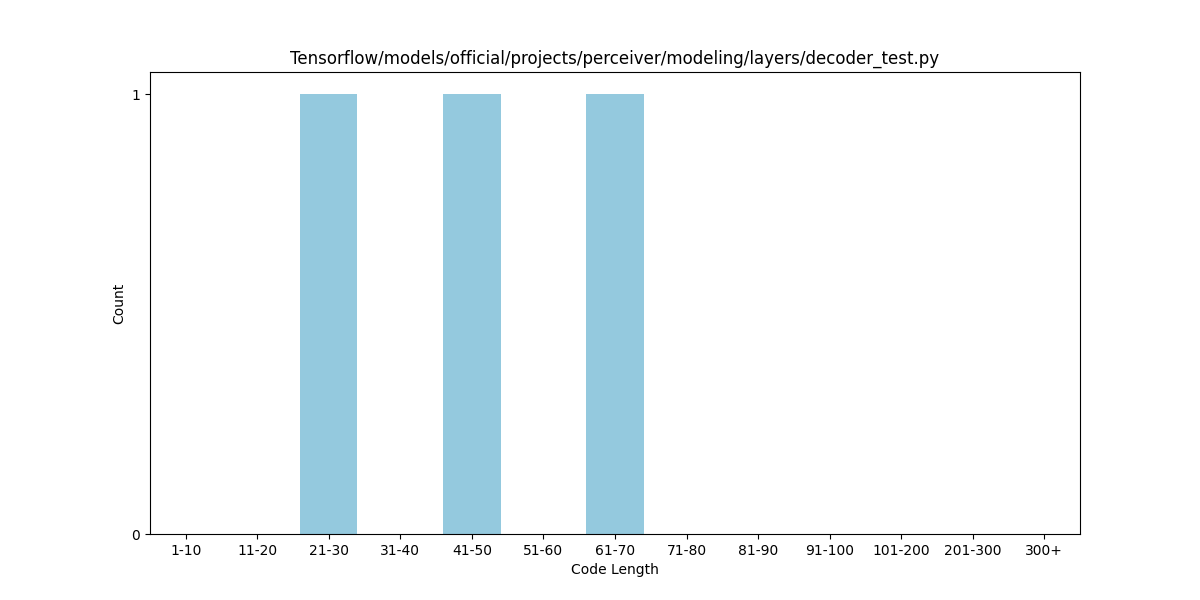 Tensorflow/models/official/projects/perceiver/modeling/layers/decoder_test.py
1
Count
0
1-10 11-20 21-30 31-40 41-50 51-60 61-70 71-80 81-90 91-100 101-200 201-300 300+
Code Length